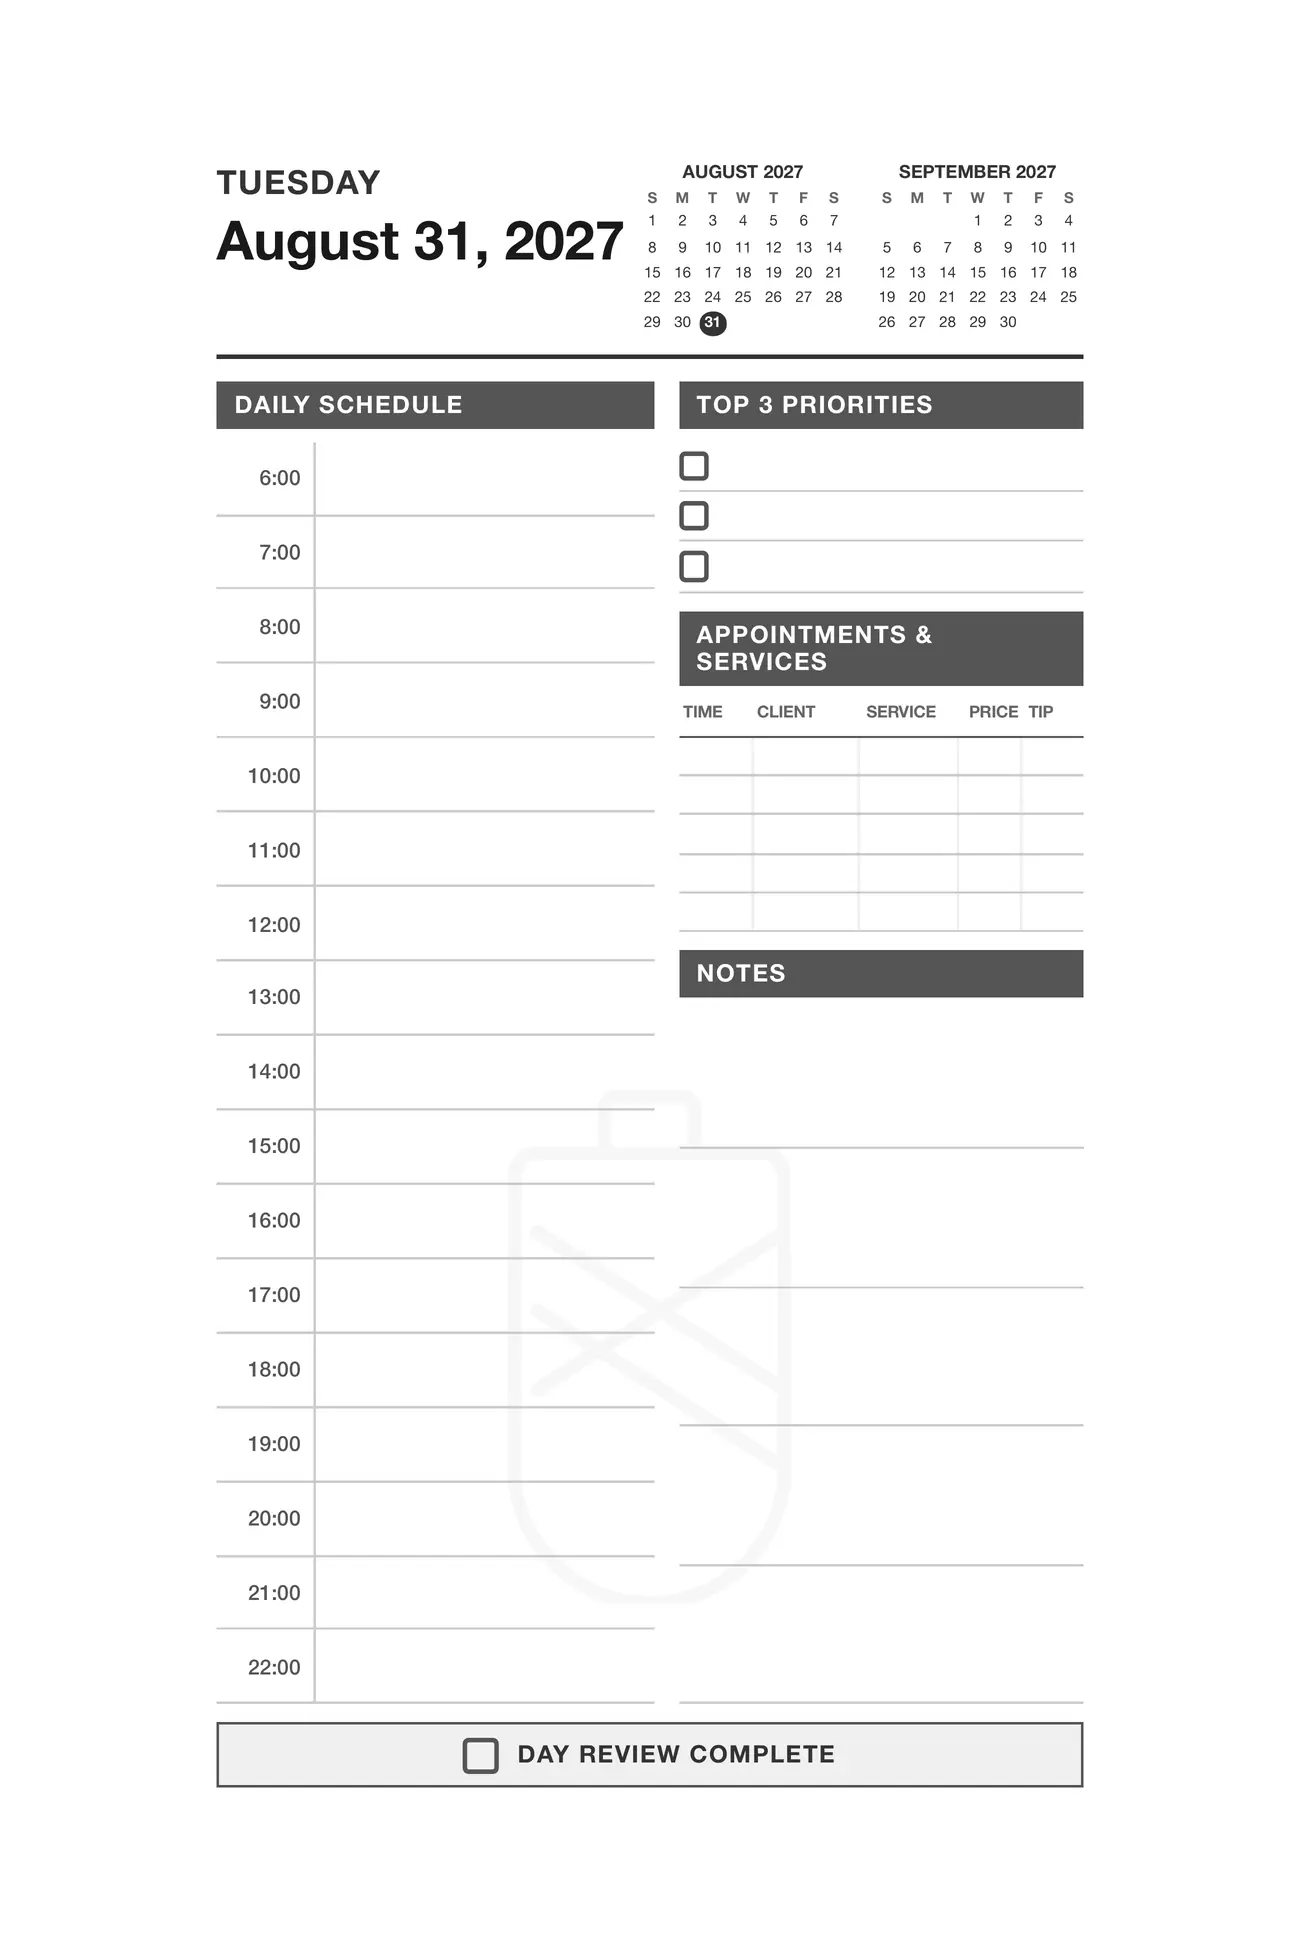 TUESDAY
August 31, 2027
AUGUST 2027
S M T W T F S
1 2 3 4 5 6 7
8 9 10 11 12 13 14
15 16 17 18 19 20 21
22 23 24 25 26 27 28
29 30 31
SEPTEMBER 2027
S M T W T F S
1 2 3 4
5 6 7 8 9 10 11
12 13 14 15 16 17 18
19 20 21 22 23 24 25
26 27 28 29 30
DAILY SCHEDULE
6:00
7:00
8:00
9:00
10:00
11:00
12:00
13:00
14:00
15:00
16:00
17:00
18:00
19:00
20:00
21:00
22:00
TOP 3 PRIORITIES
APPOINTMENTS &
SERVICES
TIME CLIENT SERVICE PRICE TIP
NOTES
DAY REVIEW COMPLETE